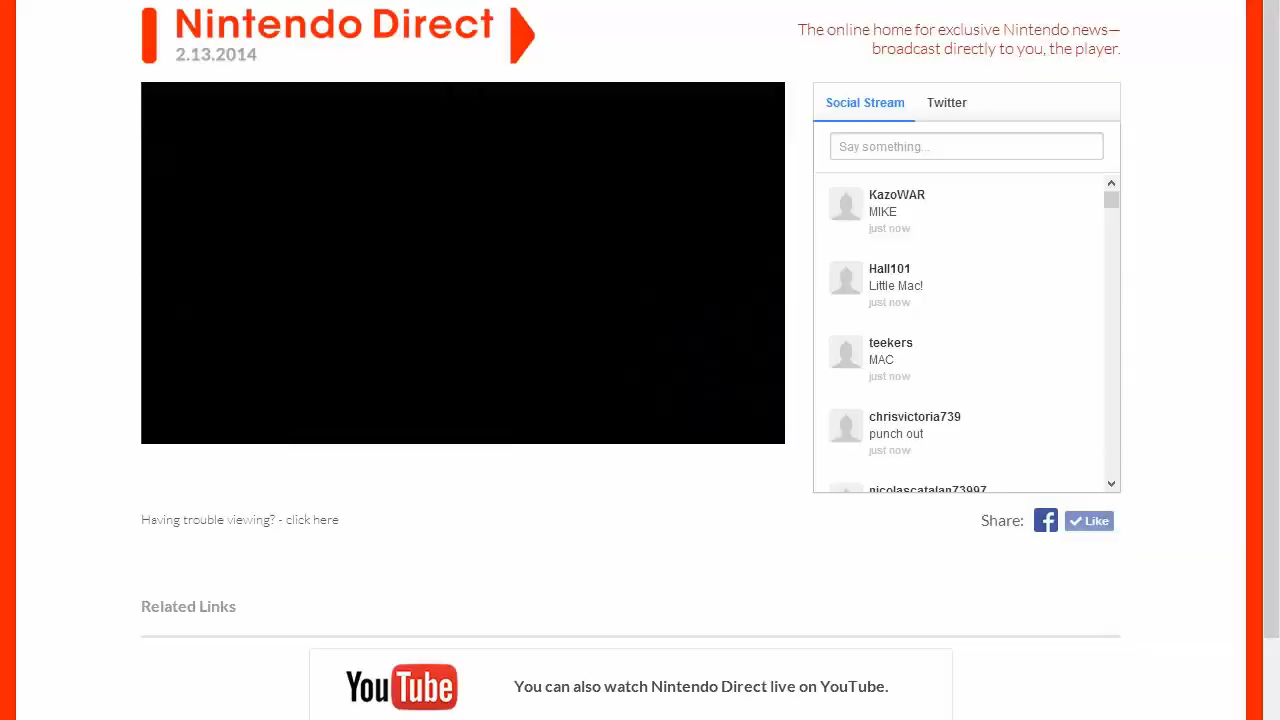 Nintendo Direct
2.13.2014
The online home for exclusive Nintendo news—
broadcast directly to you, the player.
Social Stream
Twitter
Say something...
KazoWAR
MIKE
just now
Hall101
Little Mac!
just now
teekers
MAC
just now
chrisvictoria739
punch out
just now
nicolascatalan73997
Having trouble viewing? - click here
Share:
Like
Related Links
YouTube
You can also watch Nintendo Direct live on YouTube.